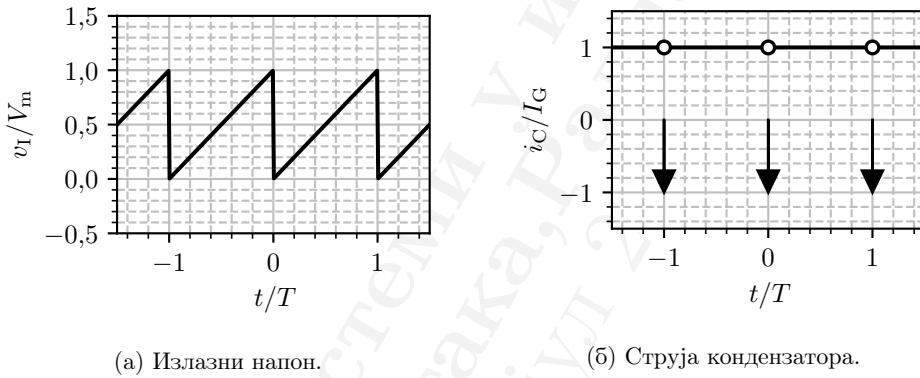 1,5
1,0
0,5
0,0
−0,5
v_I/V_m
−1 0 1
t/T
(а) Излазни напон.
1
0
−1
i_C/I_G
−1 0 1
t/T
(б) Струја кондензатора.